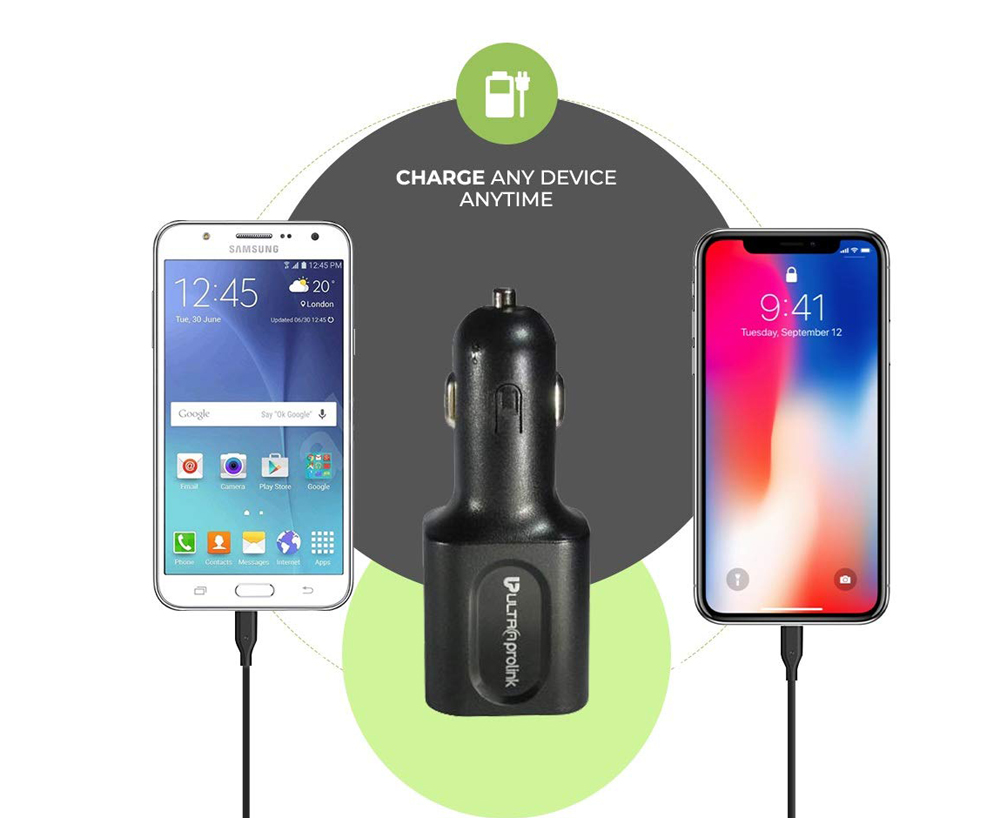 CHARGE ANY DEVICE
ANYTIME
SAMSUNG
12:45 PM
12:45
20°
London
Tue, 30 June
Updated 06/30 12:45
Google
Say "Ok Google"
Email
Camera
Play Store
Google
Phone
Contacts
Messages
Internet
Apps
ULTRA prolink
9:41
Tuesday, September 12